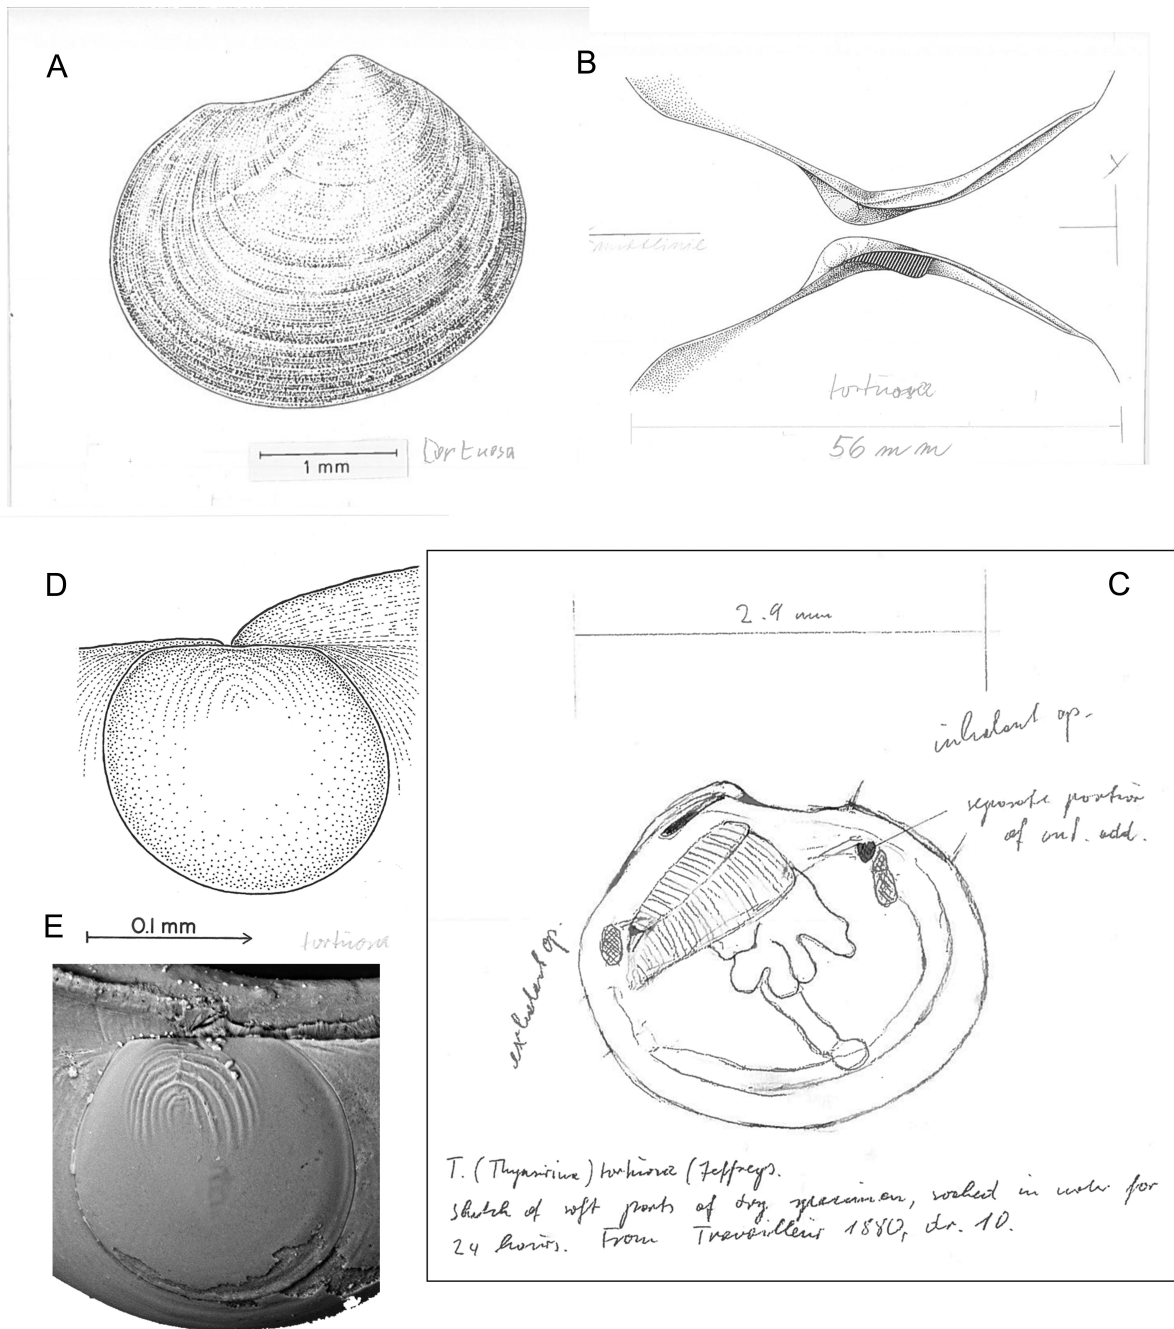 A
B
1 mm
tortuosa
mittellinie
y
tortuosa
56 mm
D
C
2.9 mm
inhalant op.
separate portion
of ant. add.
exhalant op.
E
0.1 mm
tortuosa
T. (Thyasirina) tortuosa (Jeffreys.
sketch of soft parts of dry specimen, soaked in water for
24 hours. From Travailleur 1880, dr. 10.